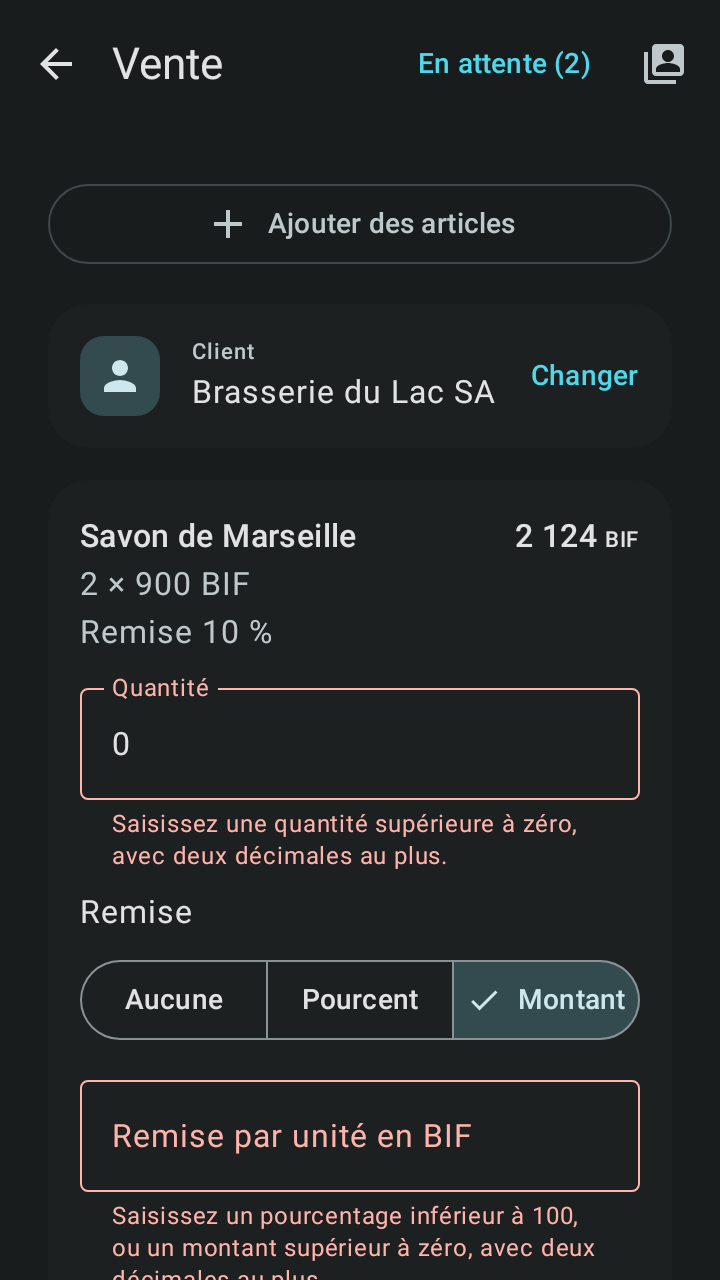 Vente
En attente (2)
Ajouter des articles
Client
Brasserie du Lac SA
Changer
Savon de Marseille
2 124 BIF
2 × 900 BIF
Remise 10 %
Quantité
0
Saisissez une quantité supérieure à zéro,
avec deux décimales au plus.
Remise
Aucune
Pourcent
Montant
Remise par unité en BIF
Saisissez un pourcentage inférieur à 100,
ou un montant supérieur à zéro, avec deux
décimales au plus.